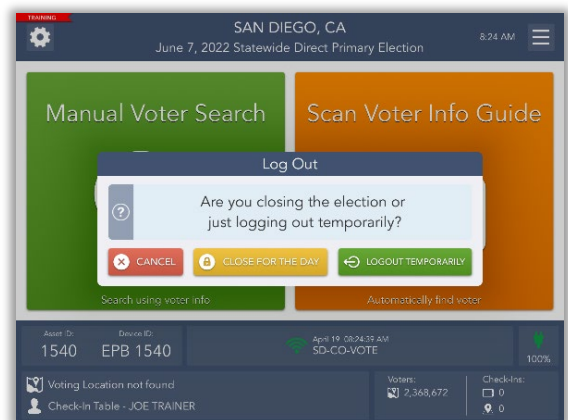 TRAINING
SAN DIEGO, CA
June 7, 2022 Statewide Direct Primary Election
8:24 AM
Manual Voter Search
Scan Voter Info Guide
Log Out
Are you closing the election or
just logging out temporarily?
CANCEL
CLOSE FOR THE DAY
LOGOUT TEMPORARILY
Search using voter info
Automatically find voter
Asset ID:
1540
Device ID:
EPB 1540
April 19 08:24:39 AM
SD-CO-VOTE
100%
Voting Location not found
Check-In Table - JOE TRAINER
Voters:
2,368,672
Check-Ins:
0
0